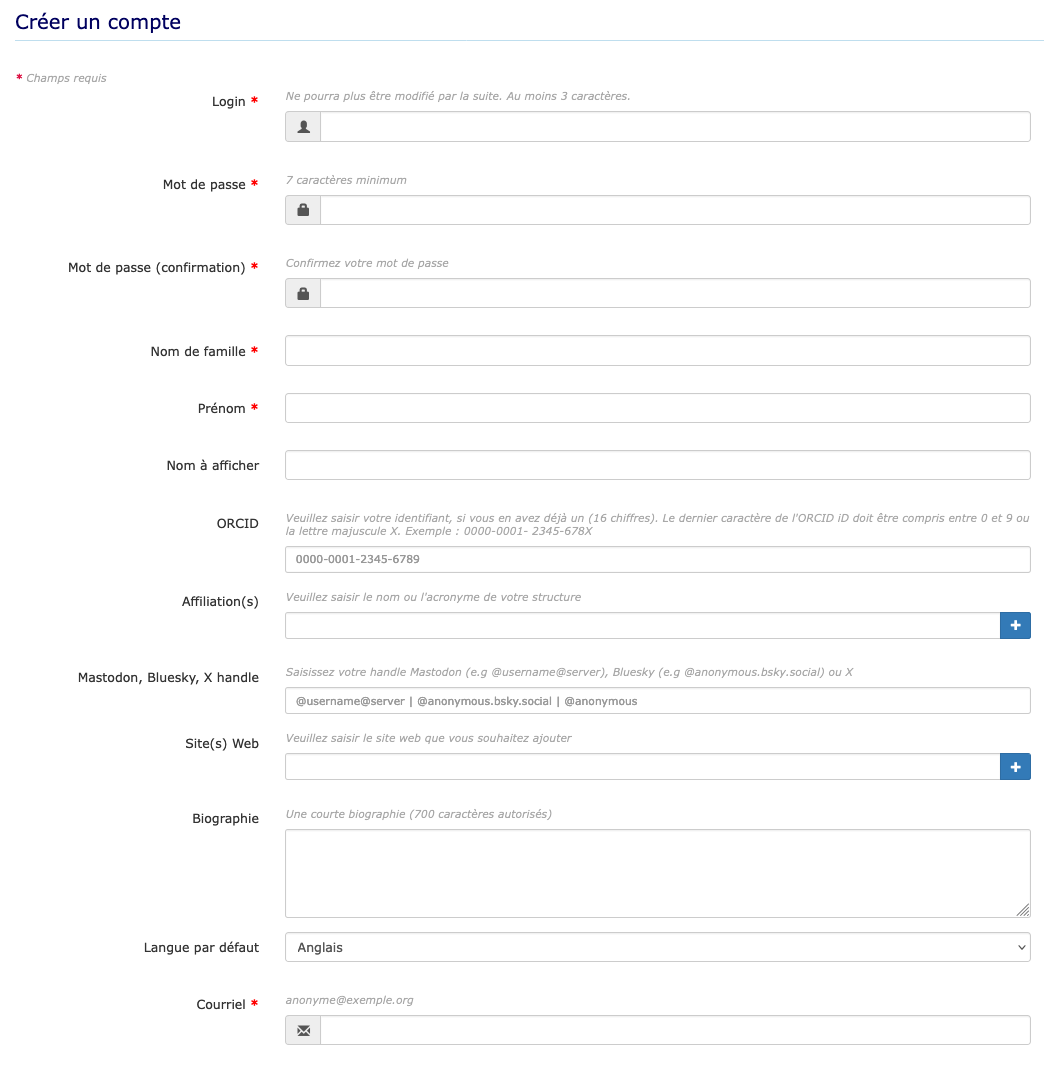 Créer un compte
* Champs requis
Login *
Ne pourra plus être modifié par la suite. Au moins 3 caractères.
Mot de passe *
7 caractères minimum
Mot de passe (confirmation) *
Confirmez votre mot de passe
Nom de famille *
Prénom *
Nom à afficher
ORCID
Veuillez saisir votre identifiant, si vous en avez déjà un (16 chiffres). Le dernier caractère de l'ORCID iD doit être compris entre 0 et 9 ou
la lettre majuscule X. Exemple : 0000-0001- 2345-678X
0000-0001-2345-6789
Affiliation(s)
Veuillez saisir le nom ou l'acronyme de votre structure
Mastodon, Bluesky, X handle
Saisissez votre handle Mastodon (e.g @username@server), Bluesky (e.g @anonymous.bsky.social) ou X
@username@server | @anonymous.bsky.social | @anonymous
Site(s) Web
Veuillez saisir le site web que vous souhaitez ajouter
Biographie
Une courte biographie (700 caractères autorisés)
Langue par défaut
Anglais
Courriel *
anonyme@exemple.org